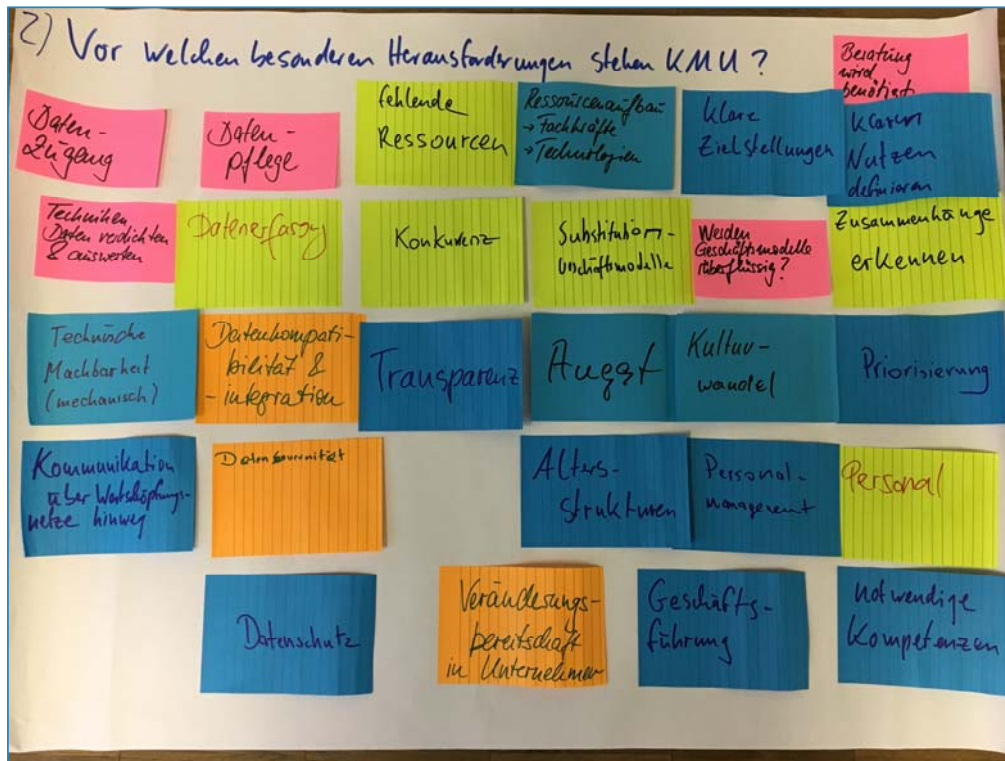 2) Vor welchen besonderen Herausforderungen stehen KMU?
Beratung
wird
benötigt
Daten-
Zugang
Daten-
pflege
fehlende
Ressourcen
Ressourcenaufbau
→ Fachkräfte
→ Technologien
Klare
Zielstellungen
Klaren
Nutzen
definieren
Techniken
Daten verdichten
& auswerten
Datenerfassung
Konkurrenz
Substitution-
Geschäftsmodelle
Werden
Geschäftsmodelle
überflüssig?
Zusammenhänge
erkennen
Technische
Machbarkeit
(mechanisch)
Datenkompati-
bilität &
-integration
Transparenz
Angst
Kultur-
wandel
Priorisierung
Kommunikation
über Wertschöpfungs-
netze hinweg
Datensouveränität
Alters-
strukturen
Personal-
management
Personal
Datenschutz
Veränderungs-
bereitschaft
in Unternehmen
Geschäfts-
führung
notwendige
Kompetenzen